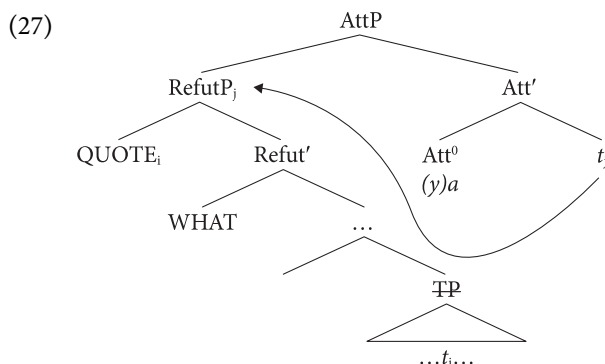 (27)
AttP
RefutPⱼ Att′
QUOTEᵢ Refut′ Att⁰ tⱼ
(y)a
WHAT …
TP
…tᵢ…